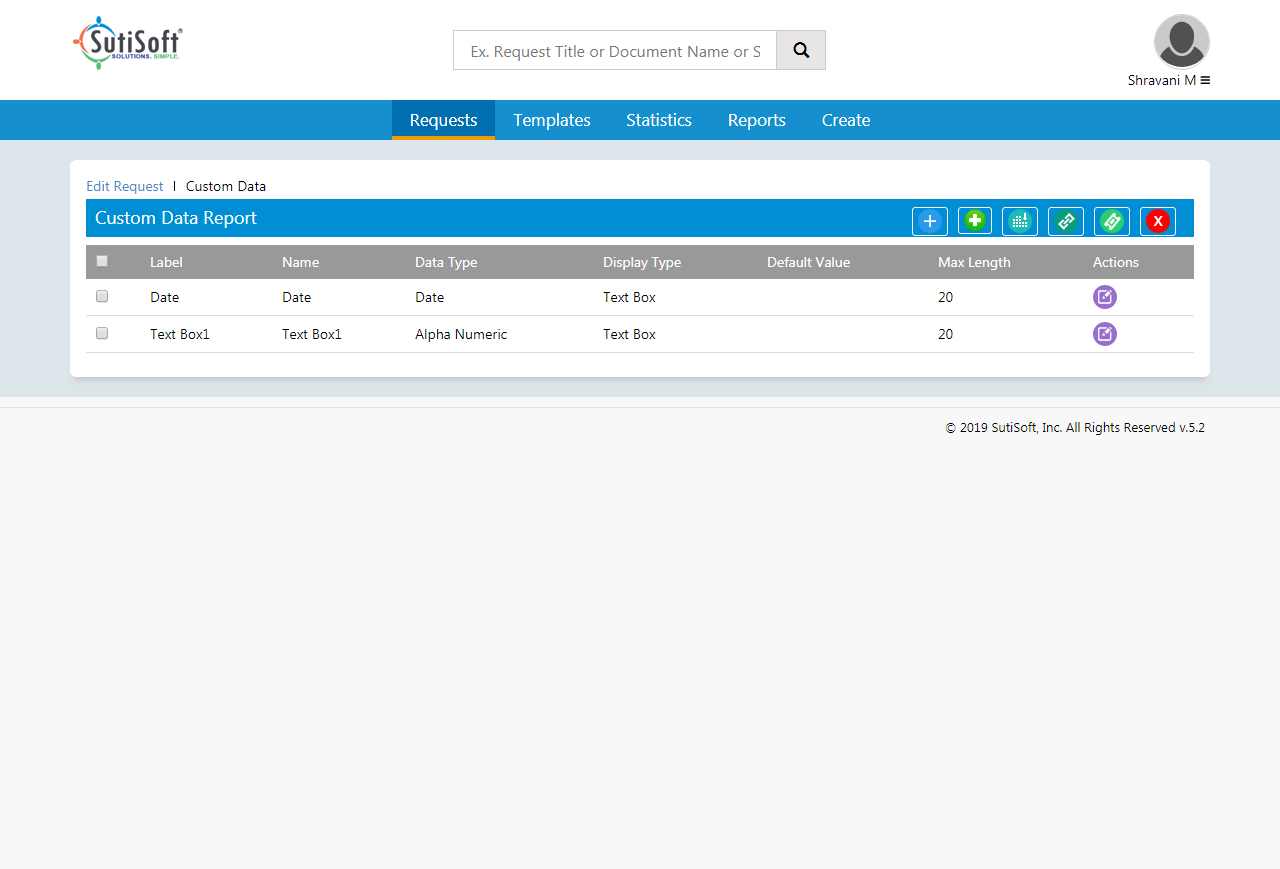 SutiSoft®
SOLUTIONS. SIMPLE.
Ex. Request Title or Document Name or S
Shravani M
Requests Templates Statistics Reports Create
Edit Request | Custom Data
Custom Data Report X
Label Name Data Type Display Type Default Value Max Length Actions
Date Date Date Text Box 20
Text Box1 Text Box1 Alpha Numeric Text Box 20
© 2019 SutiSoft, Inc. All Rights Reserved v.5.2